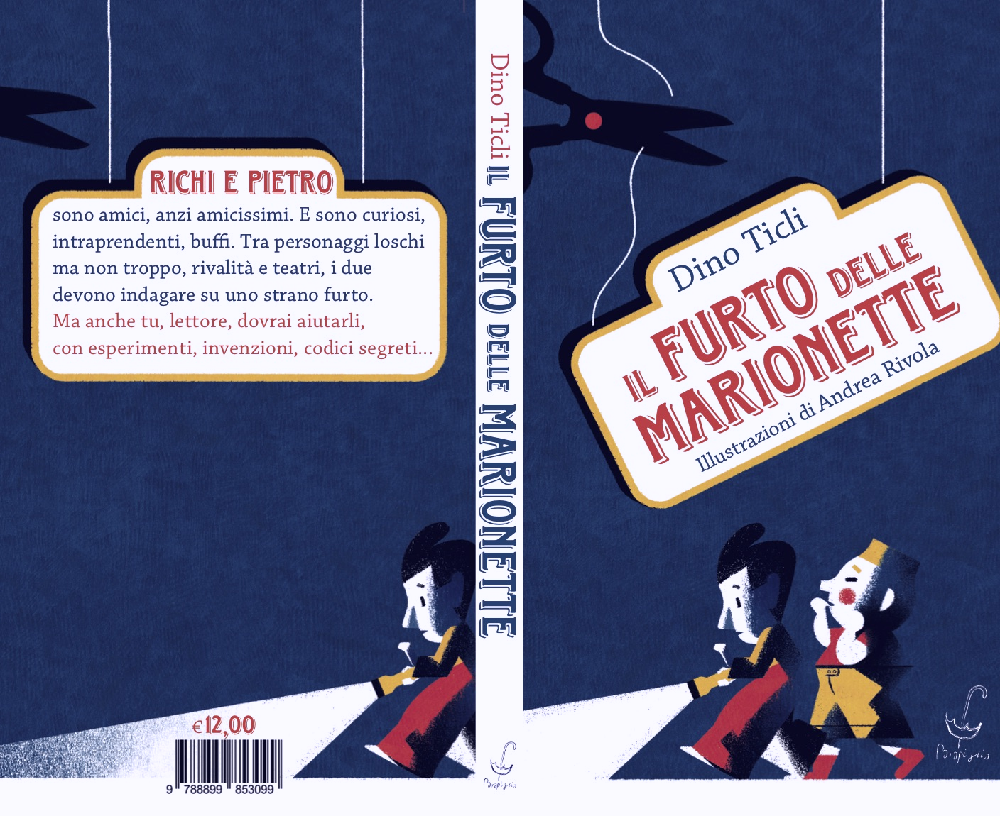 RICHI E PIETRO
sono amici, anzi amicissimi. E sono curiosi,
intraprendenti, buffi. Tra personaggi loschi
ma non troppo, rivalità e teatri, i due
devono indagare su uno strano furto.
Ma anche tu, lettore, dovrai aiutarli,
con esperimenti, invenzioni, codici segreti...
€12,00
9 788899 853099
Dino Ticli IL FURTO DELLE MARIONETTE
Parapiglia
Dino Ticli
IL FURTO DELLE
MARIONETTE
Illustrazioni di Andrea Rivola
Parapiglia